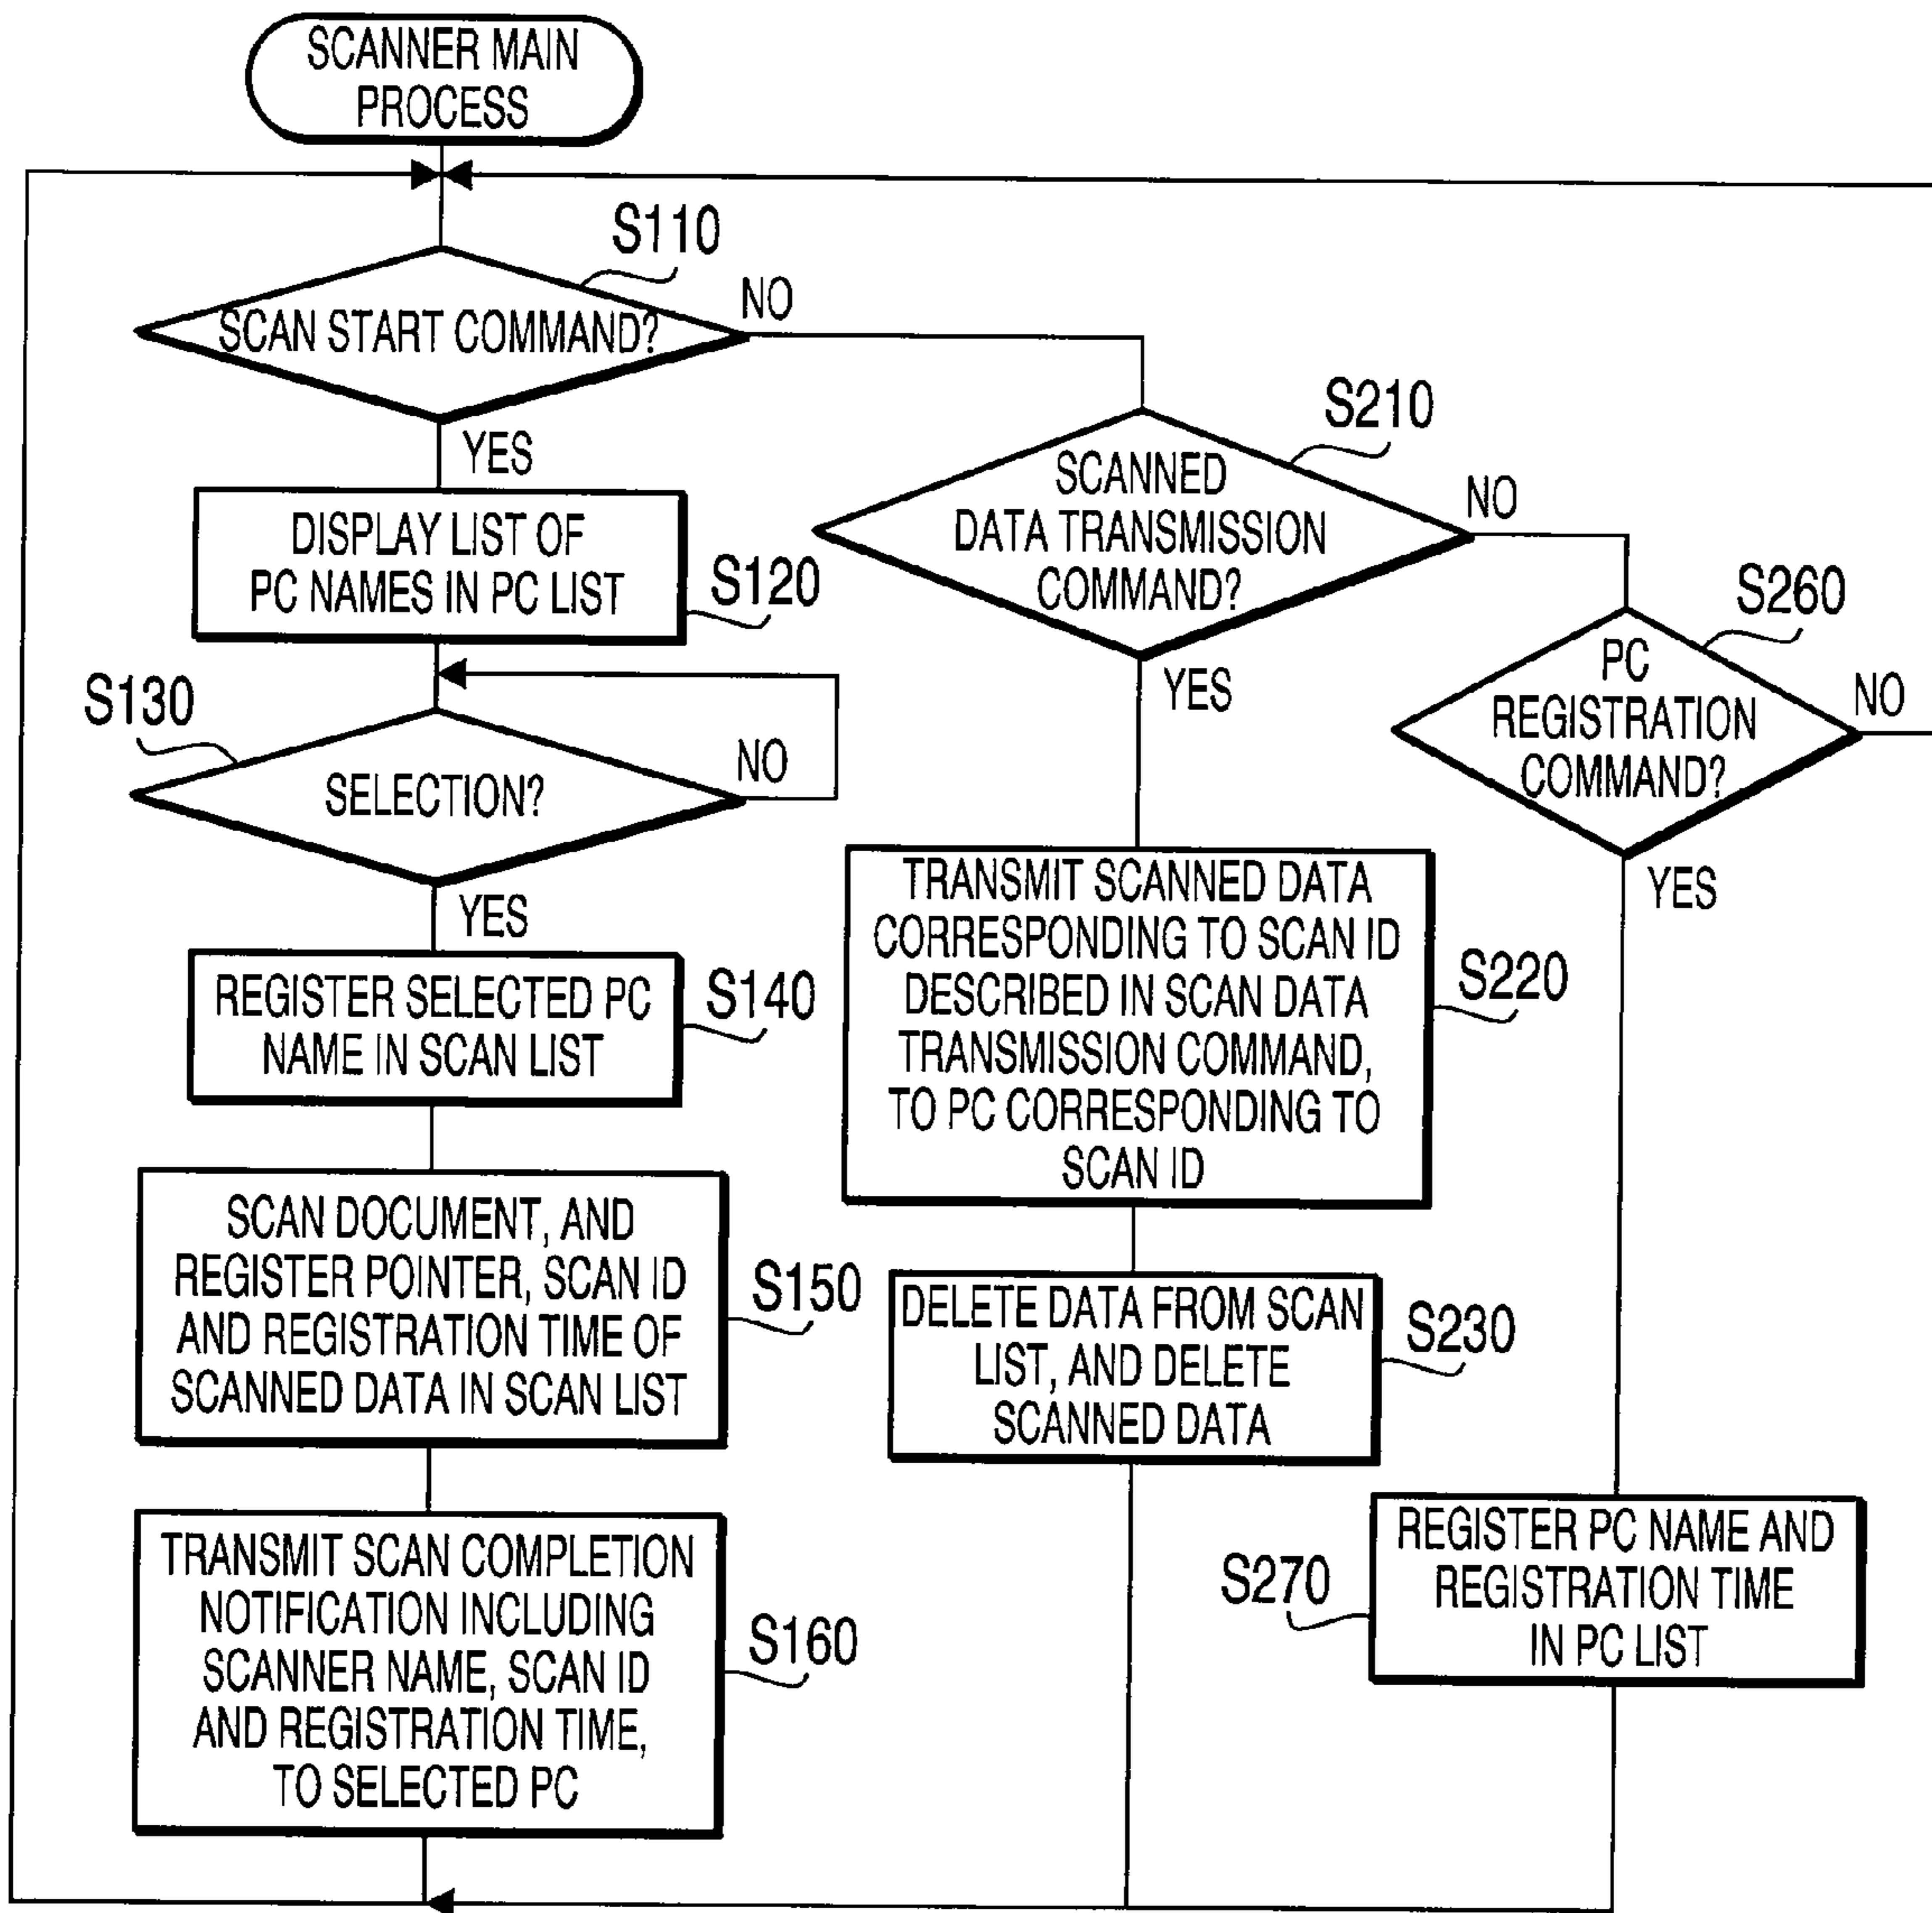 SCANNER MAIN
PROCESS
S110
SCAN START COMMAND?
NO
YES
DISPLAY LIST OF
PC NAMES IN PC LIST
S120
S130
SELECTION?
NO
YES
REGISTER SELECTED PC
NAME IN SCAN LIST
S140
SCAN DOCUMENT, AND
REGISTER POINTER, SCAN ID
AND REGISTRATION TIME OF
SCANNED DATA IN SCAN LIST
S150
TRANSMIT SCAN COMPLETION
NOTIFICATION INCLUDING
SCANNER NAME, SCAN ID
AND REGISTRATION TIME,
TO SELECTED PC
S160
S210
SCANNED
DATA TRANSMISSION
COMMAND?
NO
YES
TRANSMIT SCANNED DATA
CORRESPONDING TO SCAN ID
DESCRIBED IN SCAN DATA
TRANSMISSION COMMAND,
TO PC CORRESPONDING TO
SCAN ID
S220
DELETE DATA FROM SCAN
LIST, AND DELETE
SCANNED DATA
S230
S260
PC
REGISTRATION
COMMAND?
NO
YES
REGISTER PC NAME AND
REGISTRATION TIME
IN PC LIST
S270